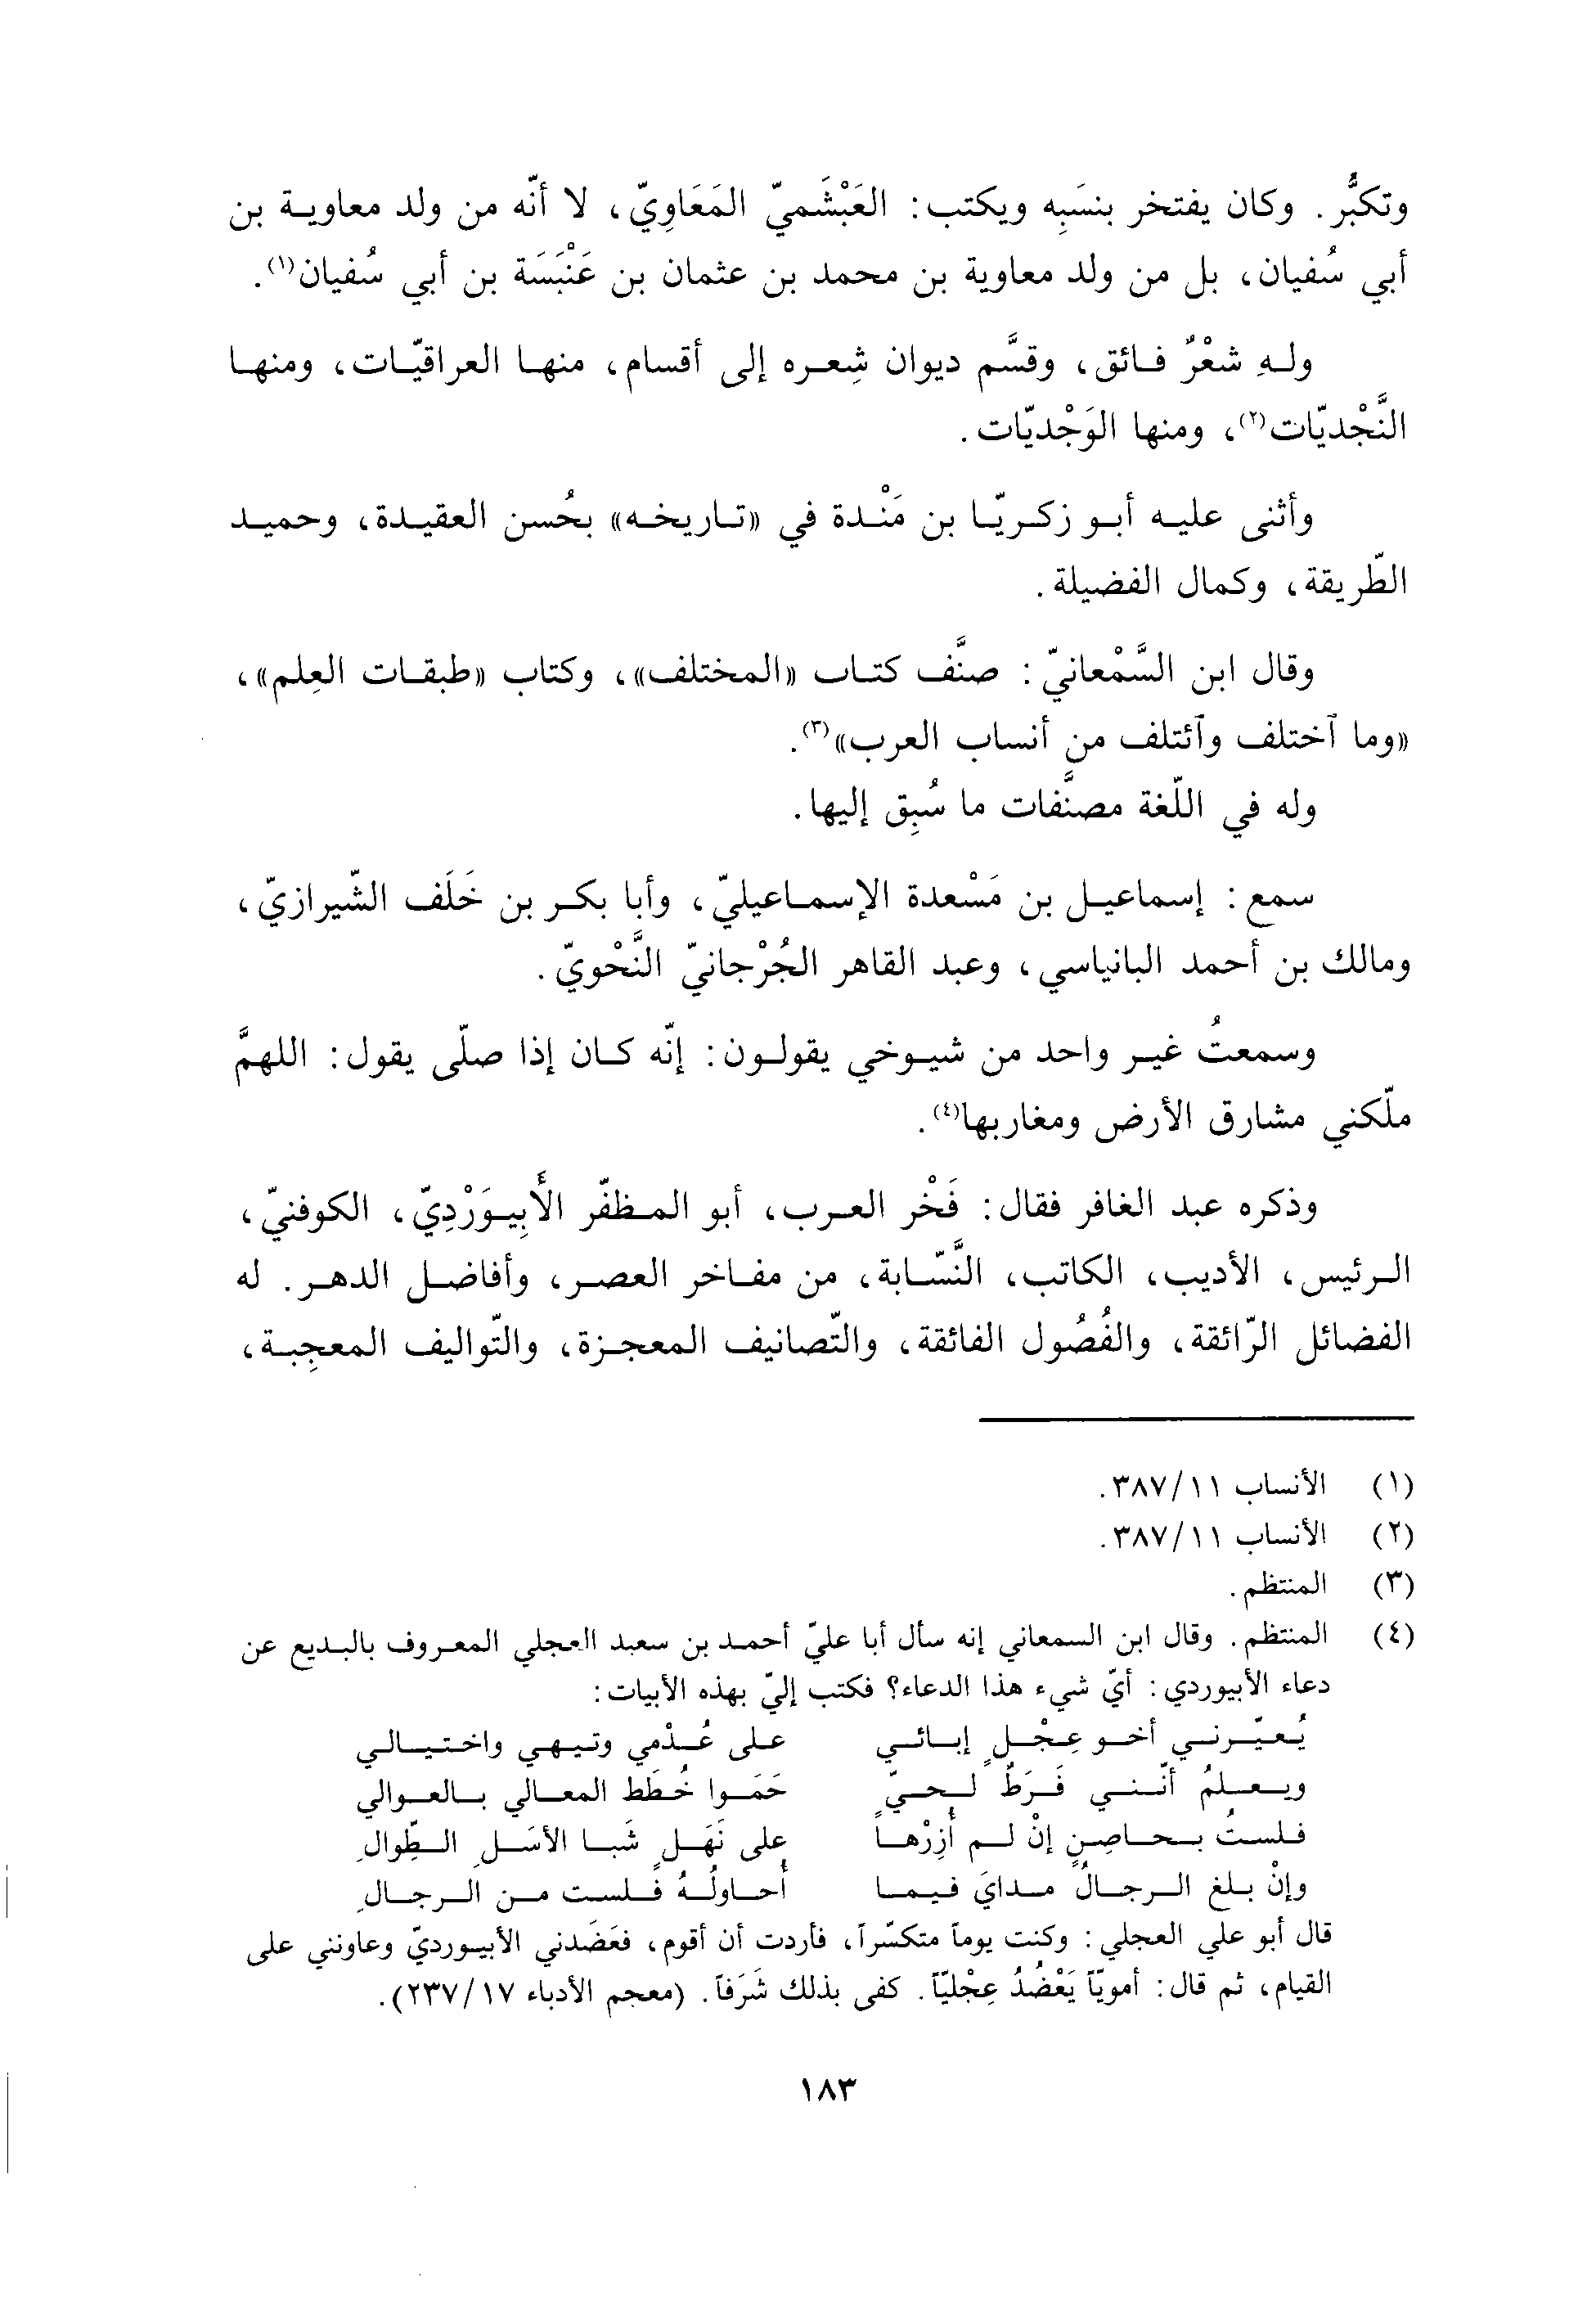 وتكبُّر. وكان يفتخر بنسَبِه ويكتب: العَبْشَميّ المَعَاوِيّ، لا أنّه من ولد معاوية بن
أبي سُفيان، بل من ولد معاوية بن محمد بن عثمان بن عَنْبَسَة بن أبي سُفيان(١).
ولهِ شعْرٌ فائق، وقسَّم ديوان شِعره إلى أقسام، منها العراقيّات، ومنها
النَّجْديّات(٢)، ومنها الوَجْديّات.
وأثنى عليه أبو زكريّا بن مَنْدة في «تاريخه» بحُسن العقيدة، وحميد
الطّريقة، وكمال الفضيلة.
وقال ابن السَّمْعانيّ: صنَّف كتاب «المختلف»، وكتاب «طبقات العِلم»،
«وما ٱختلف وٱئتلف من أنساب العرب»(٣).
وله في اللّغة مصنَّفات ما سُبِق إليها.
سمع: إسماعيل بن مَسْعدة الإسماعيليّ، وأبا بكر بن خَلَف الشّيرازيّ،
ومالك بن أحمد البانياسي، وعبد القاهر الجُرْجانيّ النَّحْويّ.
وسمعتُ غير واحد من شيوخي يقولون: إنّه كان إذا صلّى يقول: اللهمَّ
ملّكني مشارق الأرض ومغاربها(٤).
وذكره عبد الغافر فقال: فَخْر العرب، أبو المظفّر الأَبِيوَرْدِيّ، الكوفنيّ،
الرئيس، الأديب، الكاتب، النَّسّابة، من مفاخر العصر، وأفاضل الدهر. له
الفضائل الرّائقة، والفُصُول الفائقة، والتّصانيف المعجزة، والتّواليف المعجِبة،
(١) الأنساب ٣٨٧/١١.
(٢) الأنساب ٣٨٧/١١.
(٣) المنتظم.
(٤) المنتظم. وقال ابن السمعاني إنه سأل أبا عليّ أحمد بن سعيد العجلي المعروف بالبديع عن
دعاء الأبيوردي: أيّ شيء هذا الدعاء؟ فكتب إليّ بهذه الأبيات:
يُعيّرني أخو عِجْلٍ إبائي على عُدْمي وتيهي واختيالي
ويعلمُ أنّني فَرَطٌ لحيٍّ حَمَوا خُطَط المعالي بالعوالي
فلستُ بحاصِنٍ إنْ لم أُزِرْها على نَهَلٍ شَبا الأسَلِ الطِّوالِ
وإنْ بلغ الرجالُ مدايَ فيما أُحاولُهُ فلست من الرجالِ
قال أبو علي العجلي: وكنت يوماً متكسّراً، فأردت أن أقوم، فعَضَدني الأبيورديّ وعاونني على
القيام، ثم قال: أمويّاً يَعْضُدُ عِجْليّاً. كفى بذلك شَرَفاً. (معجم الأدباء ٢٣٧/١٧).
١٨٣